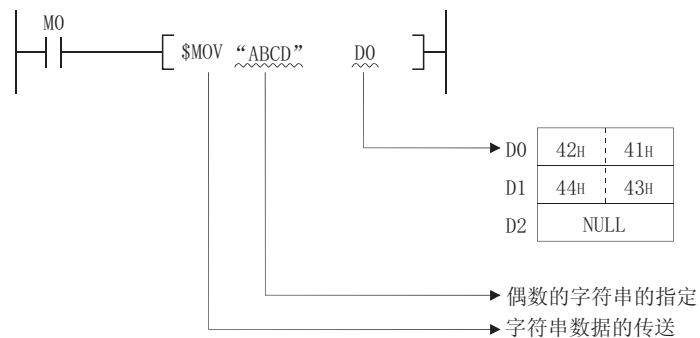 M0
$MOV “ABCD” D0
D0 42H 41H
D1 44H 43H
D2 NULL
偶数的字符串的指定
字符串数据的传送